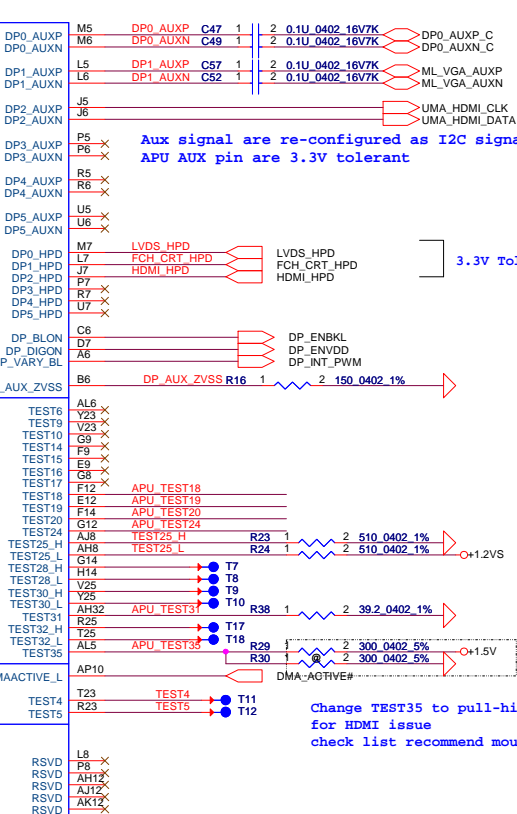 DP0_AUXP M5 DP0_AUXP C47 1 2 0.1U_0402_16V7K DP0_AUXP_C
DP0_AUXN M6 DP0_AUXN C49 1 2 0.1U_0402_16V7K DP0_AUXN_C
DP1_AUXP L5 DP1_AUXP C57 1 2 0.1U_0402_16V7K ML_VGA_AUXP
DP1_AUXN L6 DP1_AUXN C52 1 2 0.1U_0402_16V7K ML_VGA_AUXN
DP2_AUXP J5 UMA_HDMI_CLK
DP2_AUXN J6 UMA_HDMI_DATA
DP3_AUXP P5
DP3_AUXN P6
Aux signal are re-configured as I2C signa
APU AUX pin are 3.3V tolerant
DP4_AUXP R5
DP4_AUXN R6
DP5_AUXP U5
DP5_AUXN U6
DP0_HPD M7 LVDS_HPD LVDS_HPD
DP1_HPD L7 FCH_CRT_HPD FCH_CRT_HPD
DP2_HPD J7 HDMI_HPD HDMI_HPD
3.3V Tol
DP3_HPD P7
DP4_HPD R7
DP5_HPD U7
DP_BLON C6 DP_ENBKL
DP_DIGON D7 DP_ENVDD
P_VARY_BL A6 DP_INT_PWM
_AUX_ZVSS B6 DP_AUX_ZVSS R16 1 2 150_0402_1%
TEST6 AL6
TEST9 Y23
TEST10 V23
TEST14 G9
TEST15 F9
TEST16 E9
TEST17 G8
TEST18 F12 APU_TEST18
TEST19 E12 APU_TEST19
TEST20 F14 APU_TEST20
TEST24 G12 APU_TEST24
TEST25_H AJ8 TEST25_H R23 1 2 510_0402_1%
TEST25_L AH8 TEST25_L R24 1 2 510_0402_1% +1.2VS
TEST28_H G14 T7
TEST28_L H14 T8
TEST30_H V25 T9
TEST30_L Y25 T10
TEST31 AH32 APU_TEST31 R38 1 2 39.2_0402_1%
TEST32_H R25 T17
TEST32_L T25 T18
TEST35 AL5 APU_TEST35 R29 1 2 300_0402_5% +1.5V
R30 1 @ 2 300_0402_5%
MAACTIVE_L AP10 DMA_ACTIVE#
TEST4 T23 TEST4 T11
TEST5 R23 TEST5 T12
Change TEST35 to pull-hi
for HDMI issue
check list recommend mou
RSVD L8
RSVD P8
RSVD AH12
RSVD AJ12
RSVD AK12